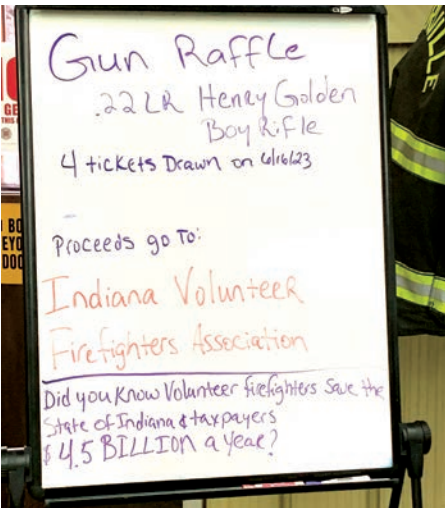 Gun Raffle
.22LR Henry Golden
Boy Rifle
4 tickets Drawn on 6/16/23
Proceeds go To:
Indiana Volunteer
Firefighters Association
Did you Know Volunteer firefighters Save the
State of Indiana & taxpayers
$ 4.5 BILLION a year?